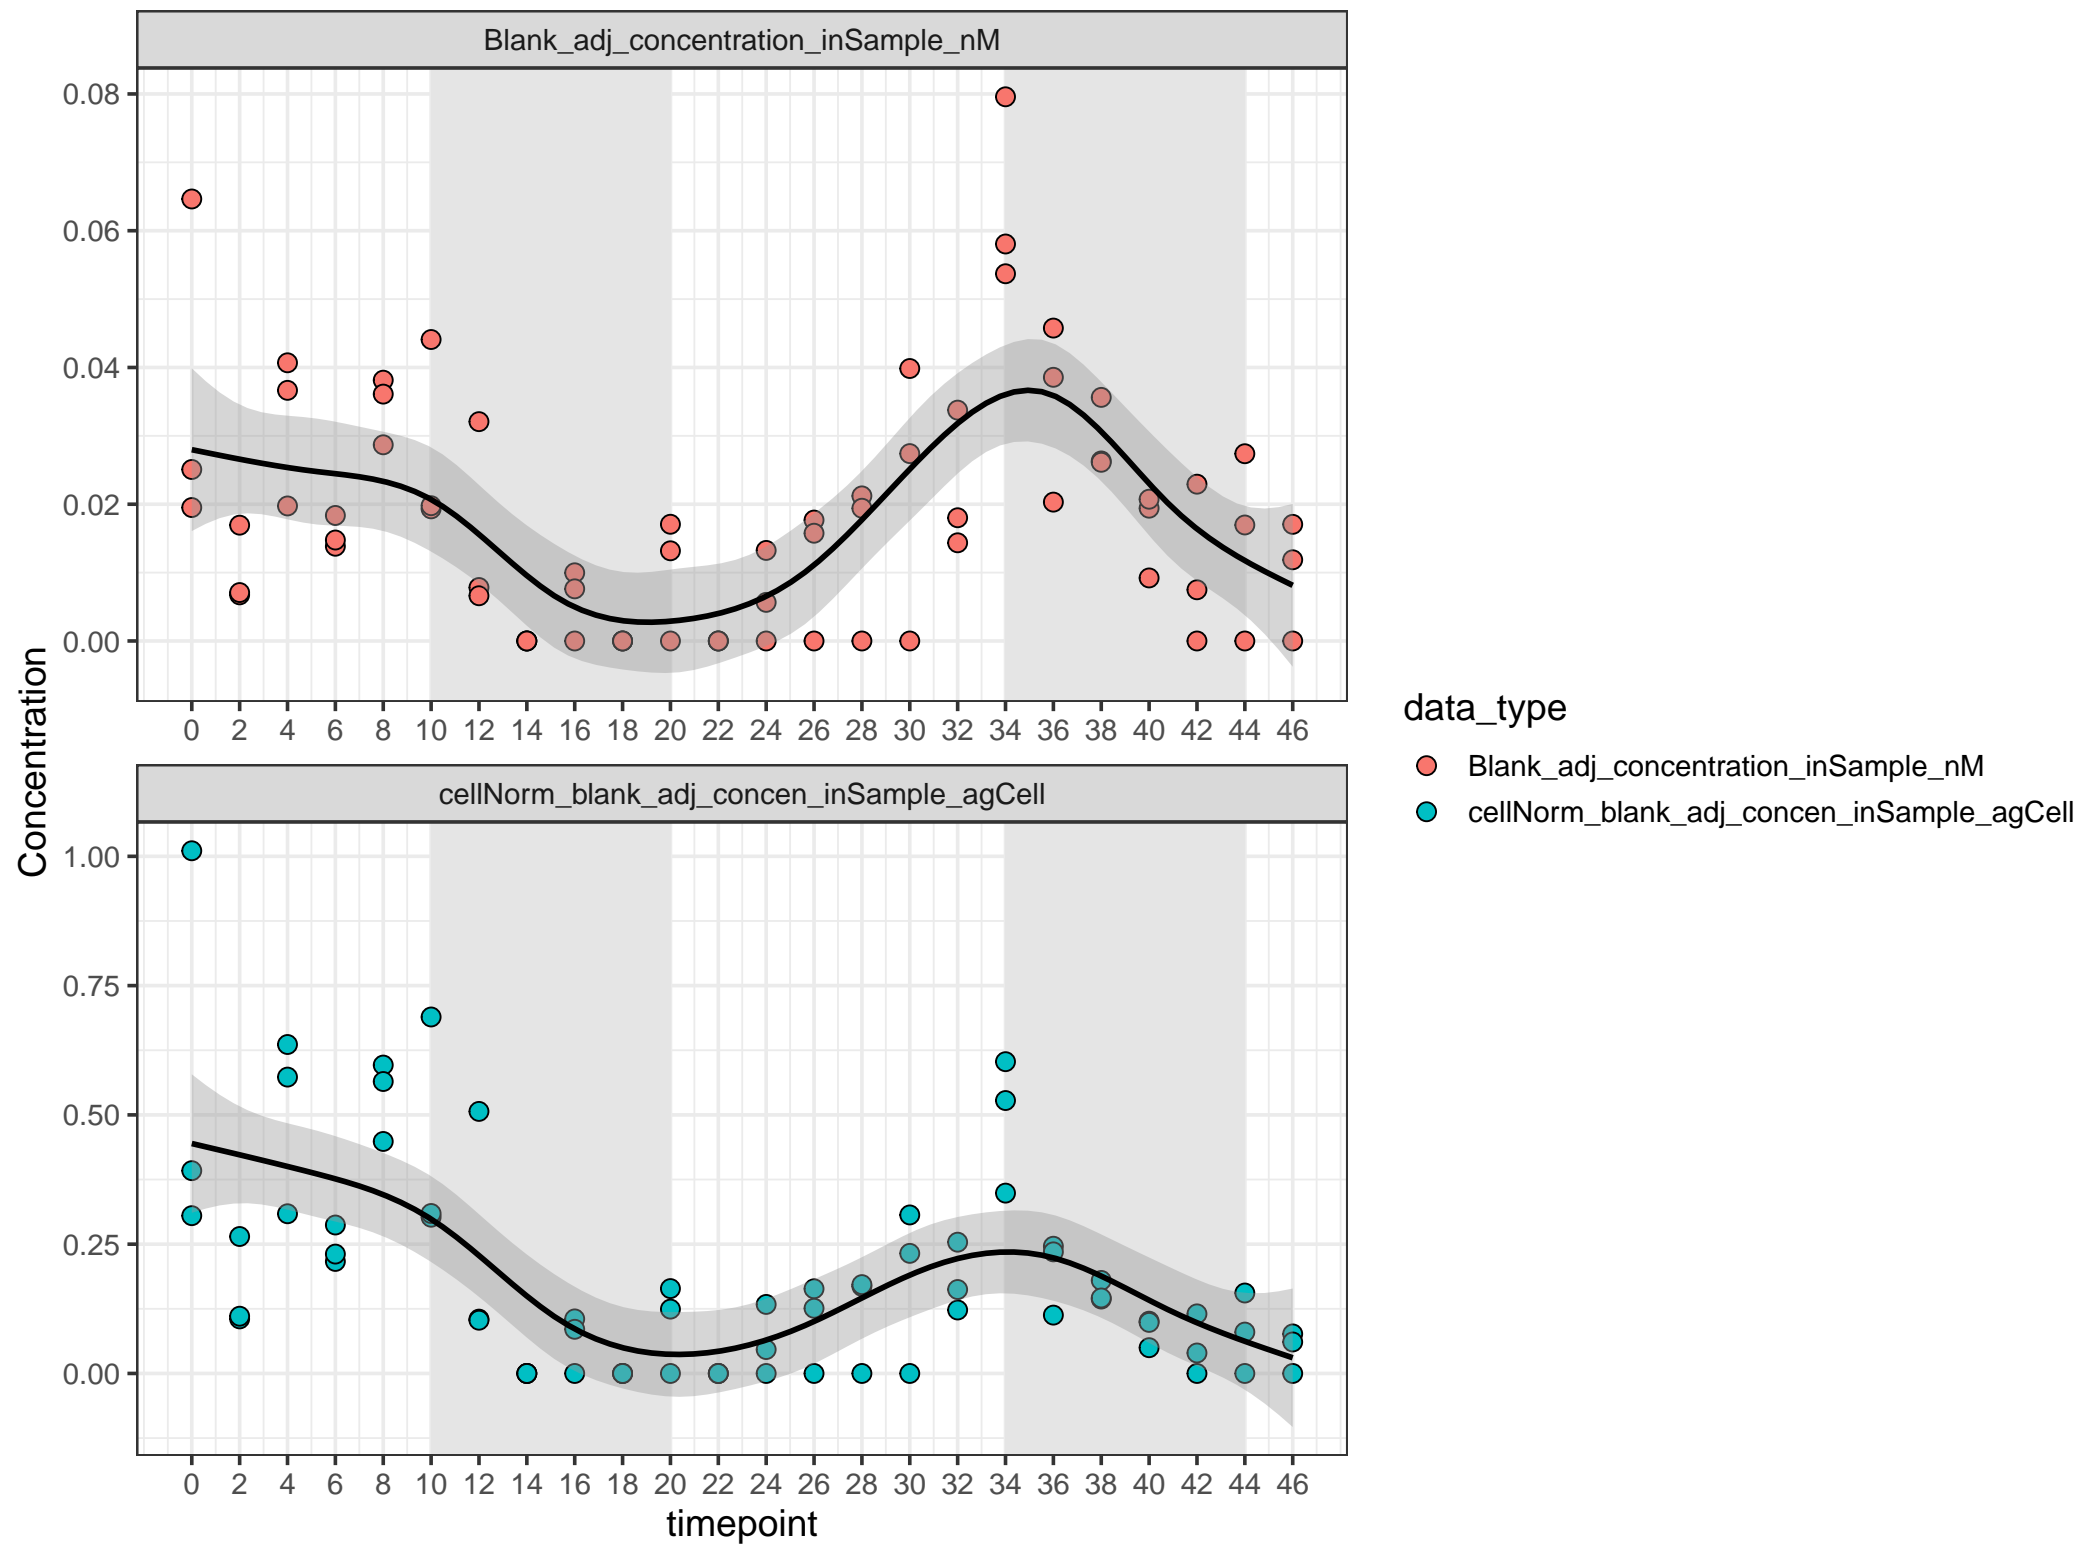 Blank_adj_concentration_inSample_nM
0.08
0.06
0.04
0.02
0.00
0 2 4 6 8 10 12 14 16 18 20 22 24 26 28 30 32 34 36 38 40 42 44 46
Concentration
cellNorm_blank_adj_concen_inSample_agCell
1.00
0.75
0.50
0.25
0.00
0 2 4 6 8 10 12 14 16 18 20 22 24 26 28 30 32 34 36 38 40 42 44 46
timepoint
data_type
Blank_adj_concentration_inSample_nM
cellNorm_blank_adj_concen_inSample_agCell